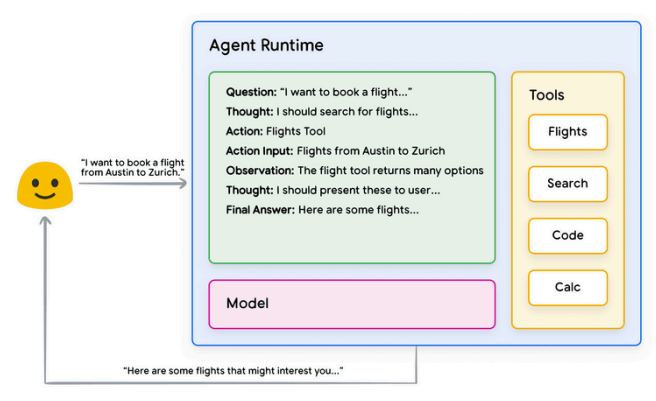 Agent Runtime
Question: "I want to book a flight..."
Thought: I should search for flights...
Action: Flights Tool
Action Input: Flights from Austin to Zurich
Observation: The flight tool returns many options
Thought: I should present these to user...
Final Answer: Here are some flights...
Tools
Flights
Search
Code
Calc
"I want to book a flight
from Austin to Zurich."
Model
"Here are some flights that might interest you..."